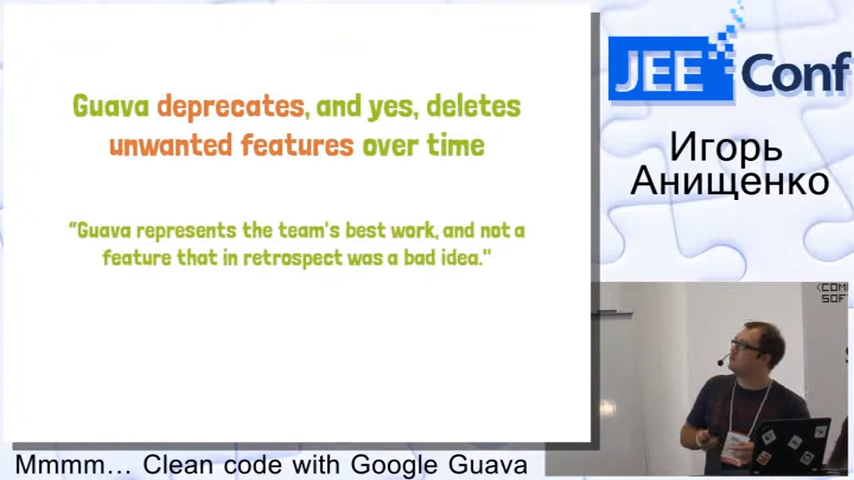 Guava deprecates, and yes, deletes
unwanted features over time
"Guava represents the team's best work, and not a
feature that in retrospect was a bad idea."
JEE Conf
Игорь
Анищенко
Mmmm... Clean code with Google Guava